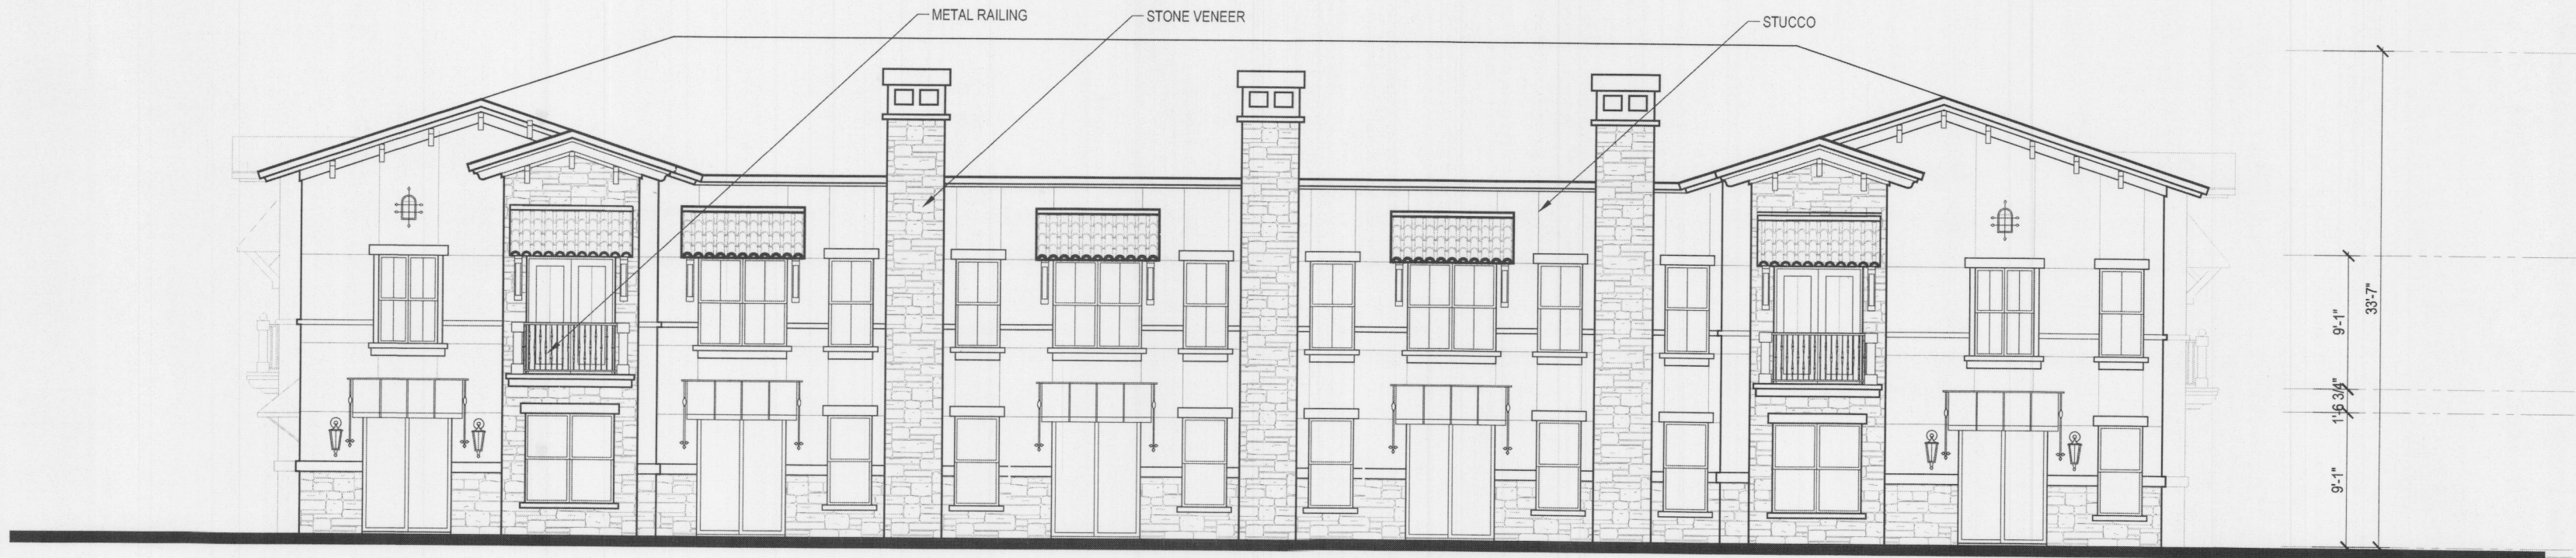 METAL RAILING
STONE VENEER
STUCCO
9'-1"
33'-7"
1'-6 3/4"
9'-1"